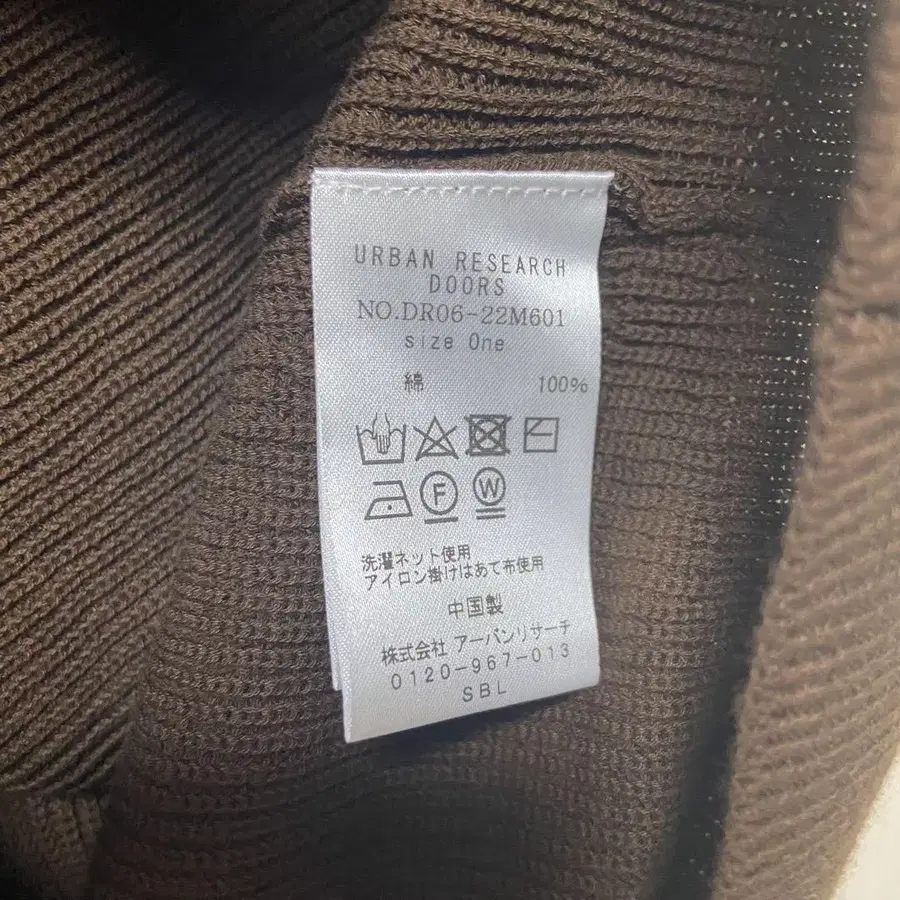 URBAN RESEARCH
DOORS
NO.DR06-22M601
size One
綿 100%
F W
洗濯ネット使用
アイロン掛けはあて布使用
中国製
株式会社 アーバンリサーチ
0120-967-013
SBL